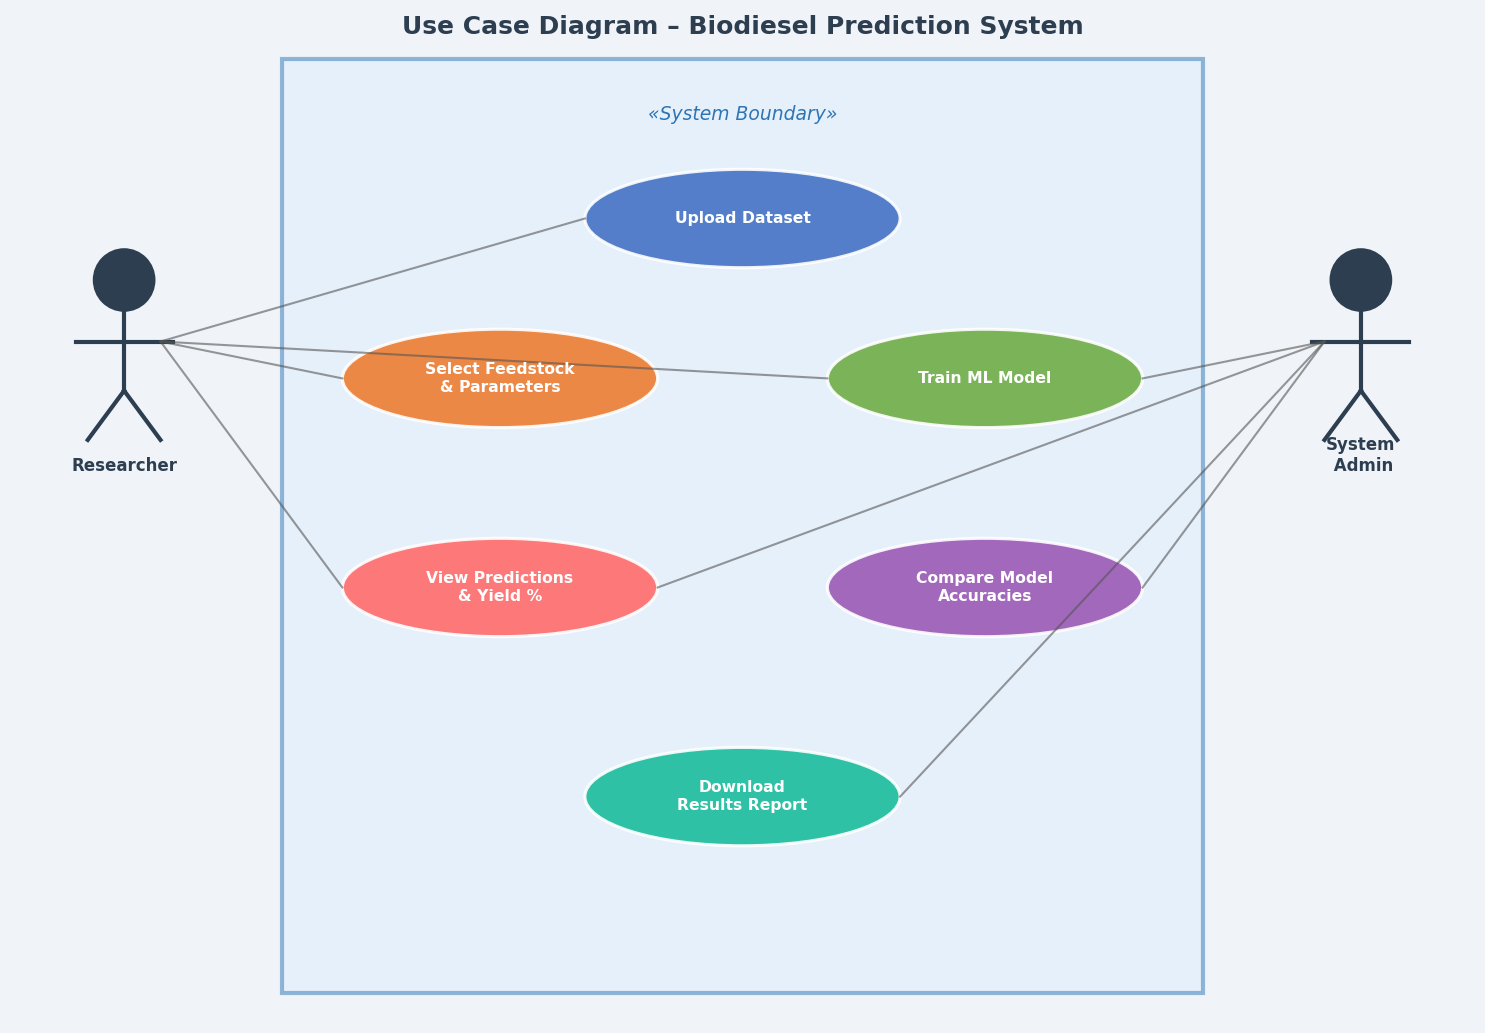 Use Case Diagram – Biodiesel Prediction System
«System Boundary»
Upload Dataset
Select Feedstock
& Parameters
Train ML Model
Researcher
System
Admin
View Predictions
& Yield %
Compare Model
Accuracies
Download
Results Report